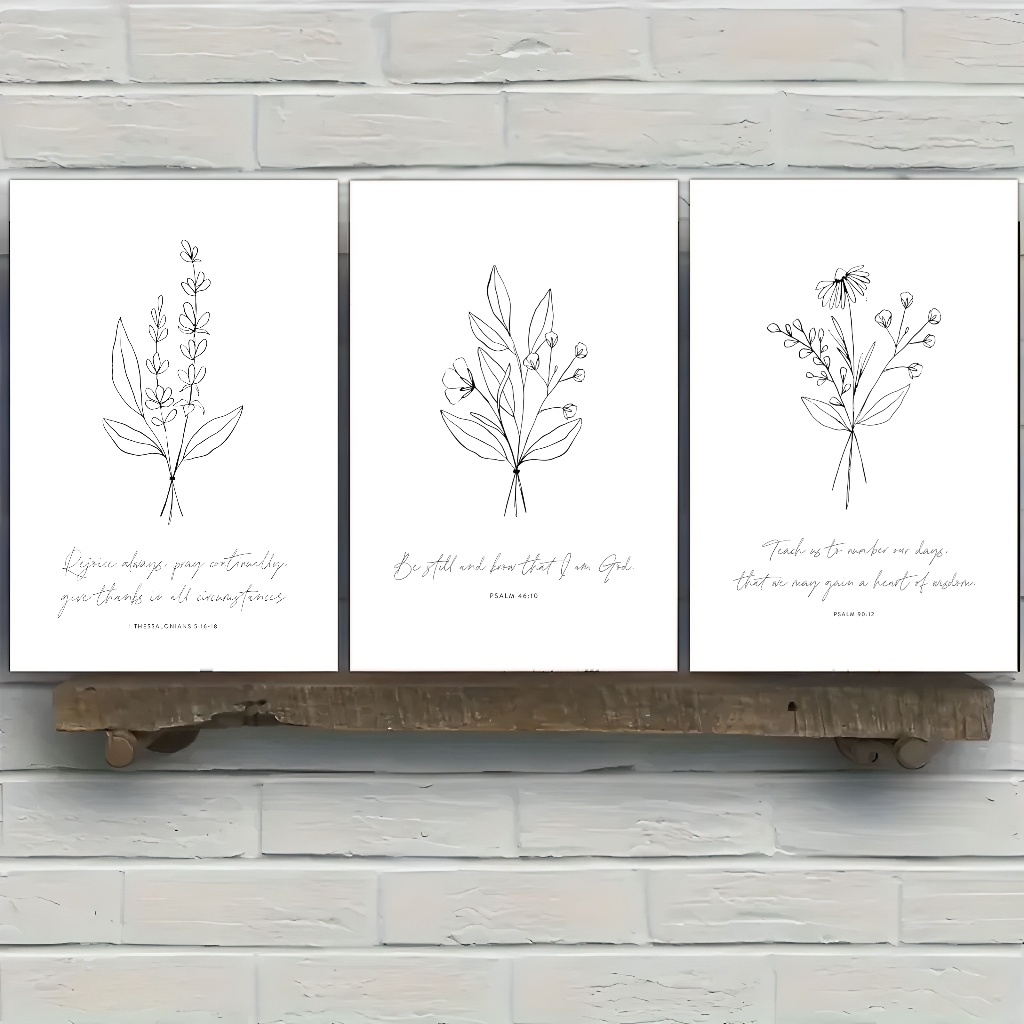 Rejoice always, pray continually,
give thanks in all circumstances
1 THESSALONIANS 5:16-18
Be still and know that I am God.
PSALM 46:10
Teach us to number our days,
that we may gain a heart of wisdom.
PSALM 90:12